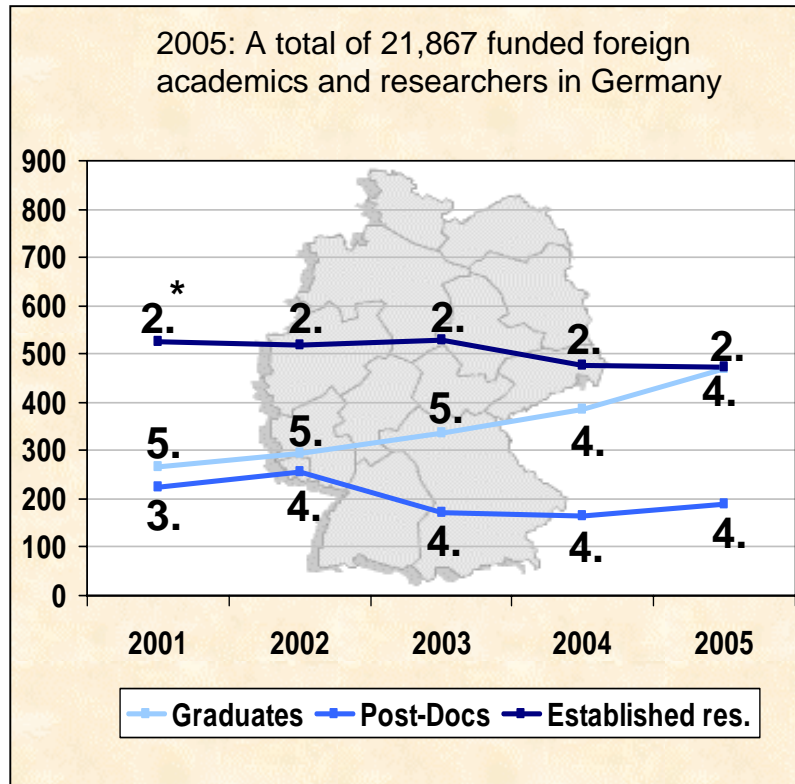 2005: A total of 21,867 funded foreign
academics and researchers in Germany
900
800
700
600
500
400
300
200
100
0
*
2. 2. 2. 2. 2.
5. 5. 5. 4. 4.
3. 4. 4. 4. 4.
2001 2002 2003 2004 2005
Graduates Post-Docs Established res.